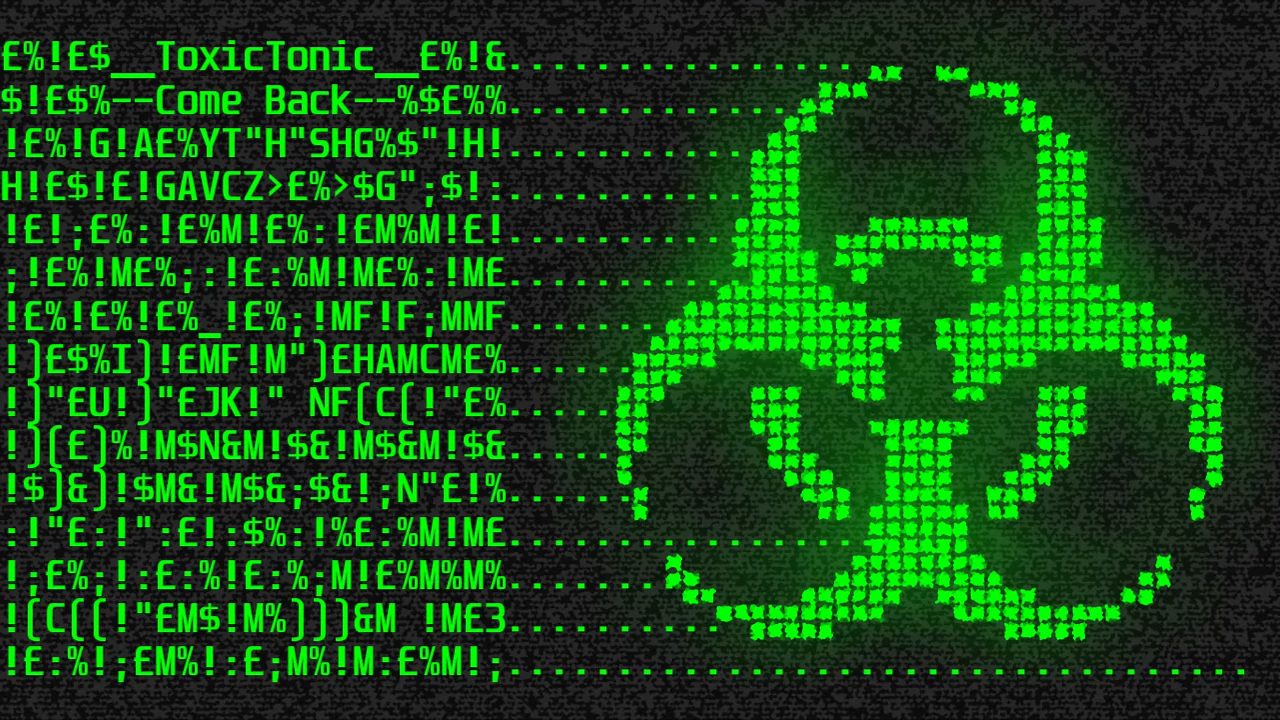 £%!£$__ToxicTonic__£%!&................
$!£$%--Come Back--%$£%%..............
!£%!G!A£%YT"H"SHG%$"!H!...........
H!£$!£!GAVCZ>£%>$G";$!:...........
!£!;£%:!£%M!£%:!£M%M!£!..........
;!£%!M£%;:!£:%M!M£%:!M£...........
!£%!£%!£%_!£%;!MF!F;MMF.......
!)£$%I)!£MF!M")£HAMCM£%......
!)"£U!)"£JK!" NF(C(!"£%.....
!)(£)%!M$N&M!$&!M$&M!$&.....
!$)&)!$M&!M$&;$&!;N"£!%......
:!"£:!":£!:$%:!%£:%M!M£.................
!;£%;!:£:%!£:%;M!£%M%M%.......
!(C((!"£M$!M%)))&M !M£3..........
!£:%!;£M%!:£;M%!M:£%M!;..................................